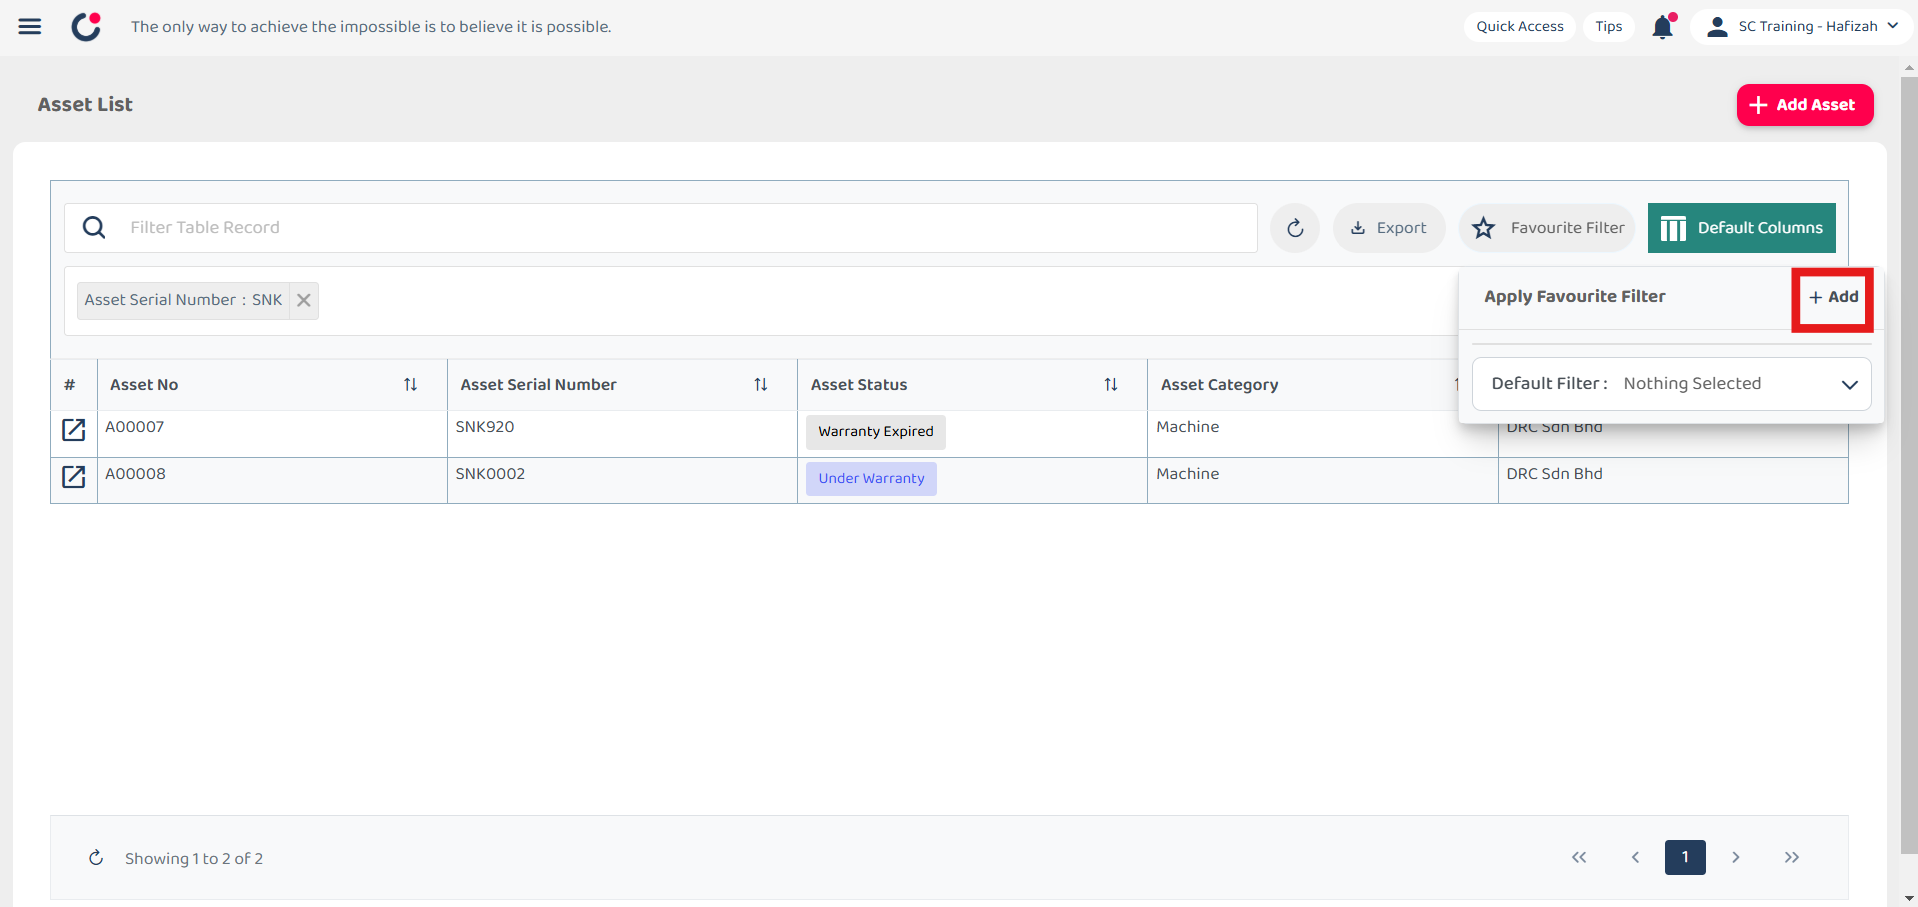 The only way to achieve the impossible is to believe it is possible.
Quick Access
Tips
SC Training - Hafizah
Asset List
+ Add Asset
Filter Table Record
Export
Favourite Filter
Default Columns
Asset Serial Number : SNK
Apply Favourite Filter
+ Add
Default Filter : Nothing Selected
# Asset No Asset Serial Number Asset Status Asset Category
A00007 SNK920 Warranty Expired Machine DRC Sdn Bhd
A00008 SNK0002 Under Warranty Machine DRC Sdn Bhd
Showing 1 to 2 of 2
« ‹ 1 › »